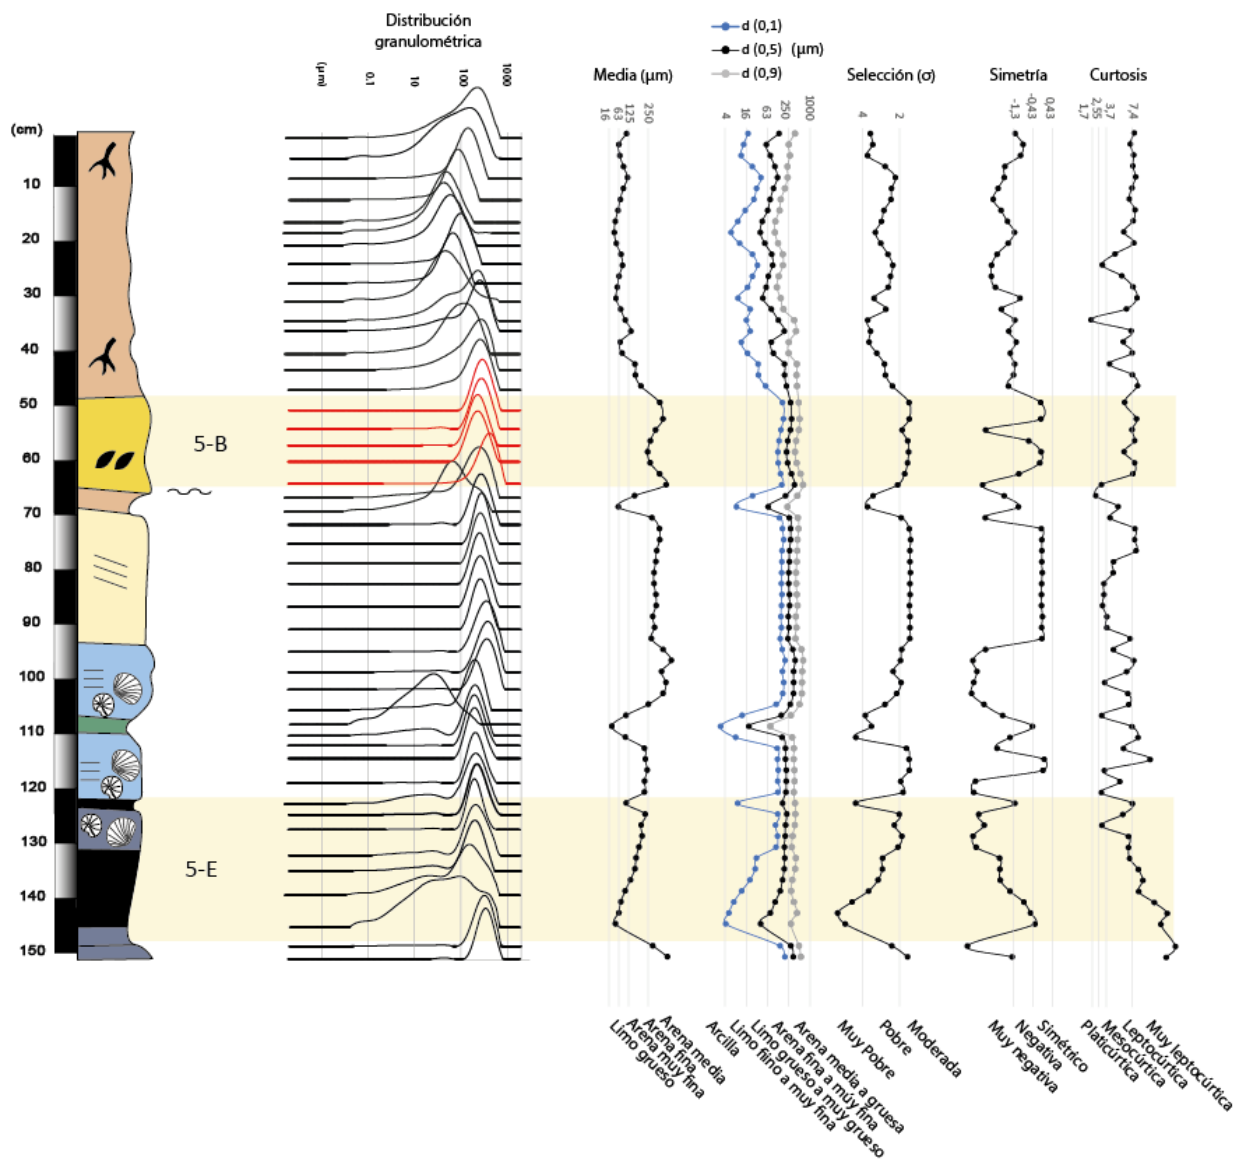 Distribución
granulométrica
(µm)
0.1
10
100
1000
d (0,1)
d (0,5) (µm)
d (0,9)
Media (µm)
Selección (σ)
Simetría
Curtosis
16
63
125
250
4
16
63
250
1000
4
2
-1,3
-0,43
0,43
1,7
2,55
3,7
7,4
(cm)
10
20
30
40
50
60
70
80
90
100
110
120
130
140
150
5-B
5-E
Limo grueso
Arena muy fina
Arena fina
Arena media
Arcilla
Limo fiino a muy fina
Limo grueso a muy grueso
Arena fina a múy fina
Arena media a gruesa
Muy Pobre
Pobre
Moderada
Muy negativa
Negativa
Simétrico
Platicúrtica
Mesocúrtica
Leptocúrtica
Muy leptocúrtica